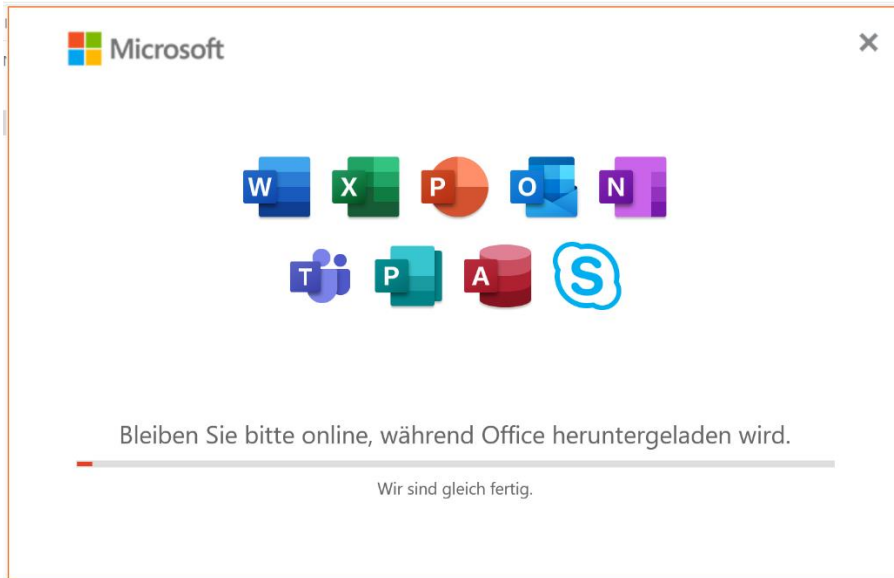 Microsoft
W X P O N
T P A S
Bleiben Sie bitte online, während Office heruntergeladen wird.
Wir sind gleich fertig.